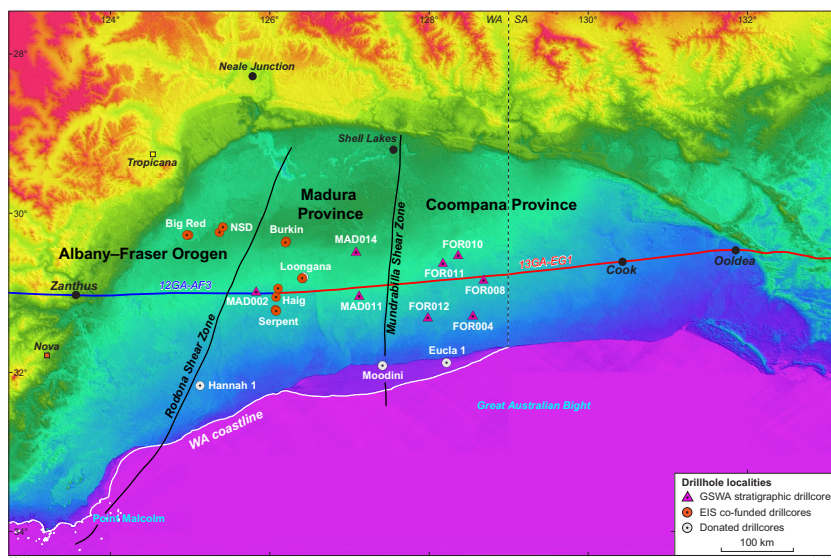 124°
126°
128°
WA
SA
130°
132°
–28°
Neale Junction
Shell Lakes
Tropicana
30°
Madura
Province
Coompana Province
Big Red
NSD
Burkin
MAD014
FOR010
Albany–Fraser Orogen
Loongana
FOR011
13GA-EG1
Cook
Ooldea
Zanthus
12GA-AF3
MAD002
Haig
MAD011
FOR008
FOR012
FOR004
Serpent
Mundrabilla Shear Zone
Rodona Shear Zone
Nova
32°
Eucla 1
Moodini
Hannah 1
WA coastline
Great Australian Bight
Point Malcolm
34°
Drillhole localities
GSWA stratigraphic drillcore
EIS co-funded drillcores
Donated drillcores
100 km